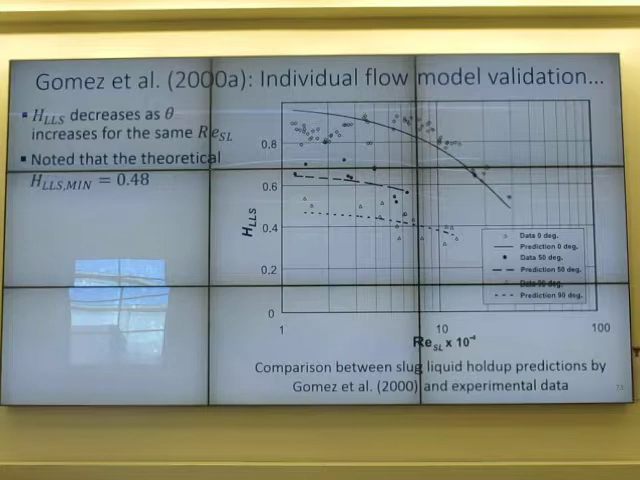 Gomez et al. (2000a): Individual flow model validation...
▪ H_LLS decreases as θ
increases for the same Re_SL
▪ Noted that the theoretical
H_LLS,MIN = 0.48
0,8
0.6
0.4
0.2
0
H_LLS
1
10
100
Re_SL x 10⁻⁴
Data 0 deg.
Prediction 0 deg.
Data 50 deg.
Prediction 50 deg.
Data 90 deg.
Prediction 90 deg.
Comparison between slug liquid holdup predictions by
Gomez et al. (2000) and experimental data